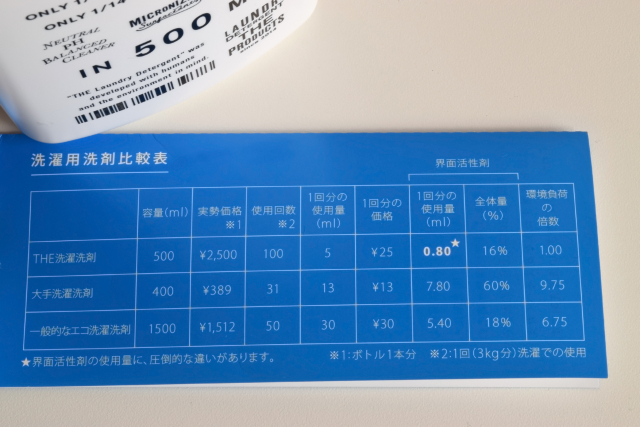 ONLY 1/
ONLY 1/14
MICRONIZ
NEUTRAL
PH
BALANCED
CLEANER
IN 500 M
LAUNDRY
DETERGENT
THE
PRODUCTS
"THE Laundry Detergent" was
developed with humans
and the environment in mind.
洗濯用洗剤比較表
界面活性剤
容量(ml) 実勢価格※1 使用回数※2 1回分の使用量(ml) 1回分の価格 1回分の使用量(ml) 全体量(%) 環境負荷の倍数
THE洗濯洗剤 500 ¥2,500 100 5 ¥25 0.80★ 16% 1.00
大手洗濯洗剤 400 ¥389 31 13 ¥13 7.80 60% 9.75
一般的なエコ洗濯洗剤 1500 ¥1,512 50 30 ¥30 5.40 18% 6.75
★界面活性剤の使用量に、圧倒的な違いがあります。 ※1:ボトル1本分 ※2:1回(3kg分)洗濯での使用